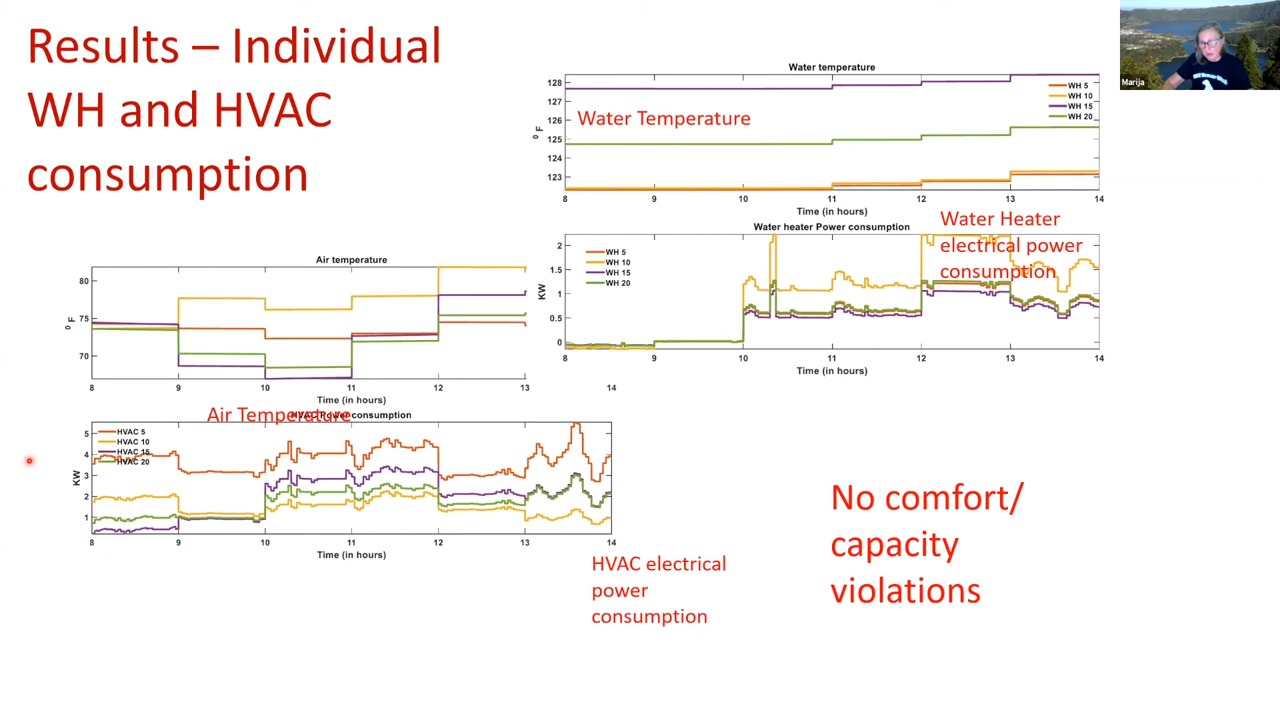 Results – Individual
WH and HVAC
consumption
Marija
Water temperature
128
127
126
125
124
123
0 F
Water Temperature
WH 5
WH 10
WH 15
WH 20
8 9 10 11 12 13 14
Time (in hours)
Water Heater
electrical power
consumption
Water heater Power consumption
2
1.5
1
0.5
0
KW
WH 5
WH 10
WH 15
WH 20
8 9 10 11 12 13 14
Time (in hours)
Air temperature
80
75
70
0 F
8 9 10 11 12 13 14
Time (in hours)
Air Temperature
HVAC Power consumption
5
4
3
2
1
KW
HVAC 5
HVAC 10
HVAC 15
HVAC 20
8 9 10 11 12 13 14
Time (in hours)
HVAC electrical
power
consumption
No comfort/
capacity
violations